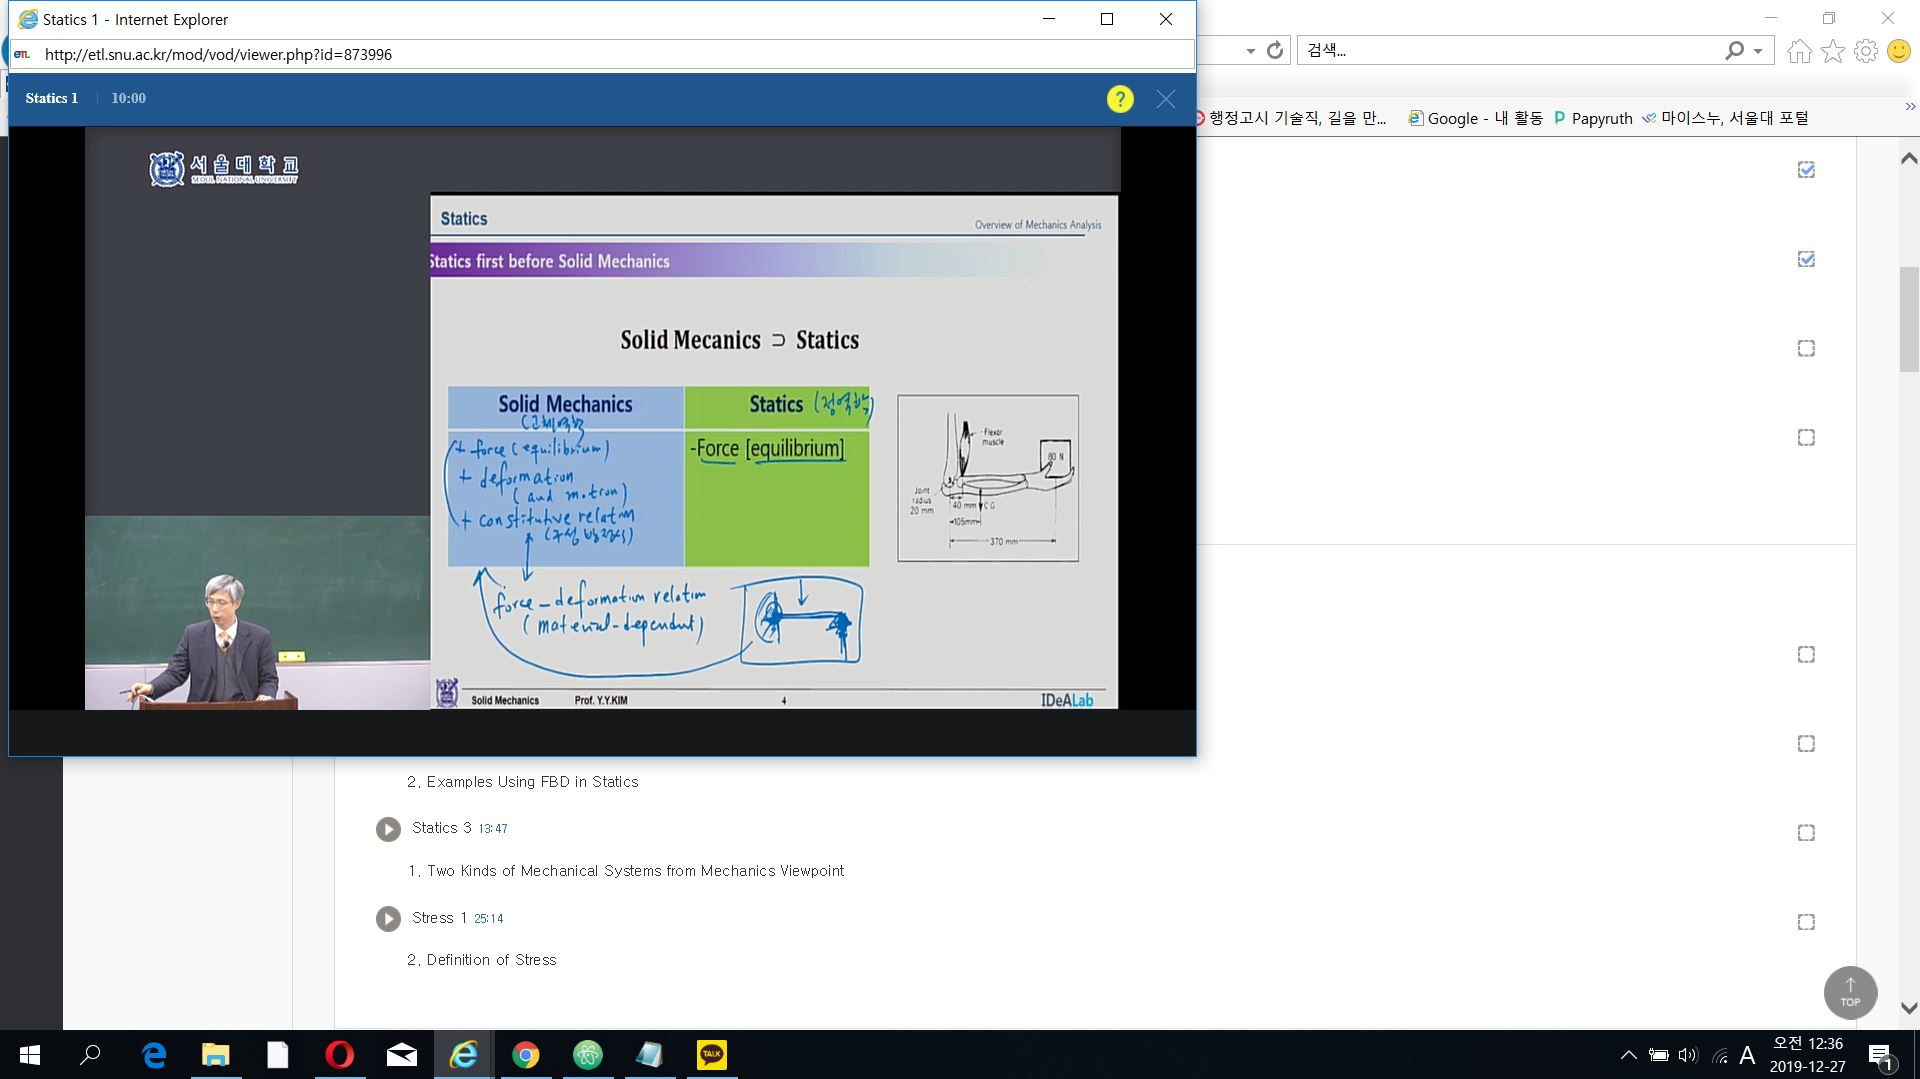 Statics 1 - Internet Explorer
http://etl.snu.ac.kr/mod/vod/viewer.php?id=873996
검색...
Statics 1 10:00
?
행정고시 기술직, 길을 만...
Google - 내 활동
Papyruth
마이스누, 서울대 포털
서울대학교
SEOUL NATIONAL UNIVERSITY
Statics
Overview of Mechanics Analysis
Statics first before Solid Mechanics
Solid Mecanics ⊃ Statics
Solid Mechanics
(고체역학
+ force (equilibrium)
+ deformation
(and motion)
+ constitutive relation
(구성방정식)
Statics (정역학)
-Force [equilibrium]
Flexor
muscle
80 N
Joint
radius
20 mm
40 mm C G
105mm
370 mm
force - deformation relation
(material-dependent)
Solid Mechanics Prof. Y.Y.KIM 4 IDeALab
2. Examples Using FBD in Statics
Statics 3 13:47
1. Two Kinds of Mechanical Systems from Mechanics Viewpoint
Stress 1 25:14
2. Definition of Stress
TOP
TALK
A
오전 12:36
2019-12-27
1